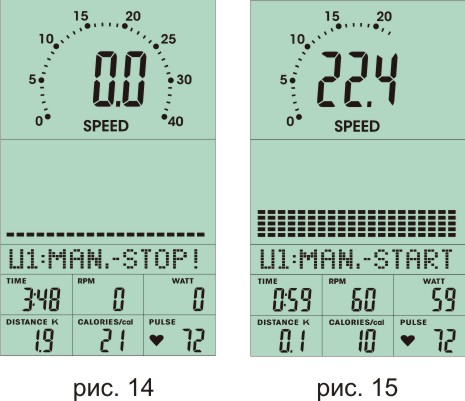 15 20
10 25
5 30
0 40
0.0
SPEED
U1:MAN.-STOP!
TIME RPM WATT
3:48 0 0
DISTANCE K CALORIES/cal PULSE
1.9 21 72
рис. 14
15 20
10
5
0
22.4
SPEED
U1:MAN.-START
TIME RPM WATT
0:59 60 59
DISTANCE K CALORIES/cal PULSE
0.1 10 72
рис. 15